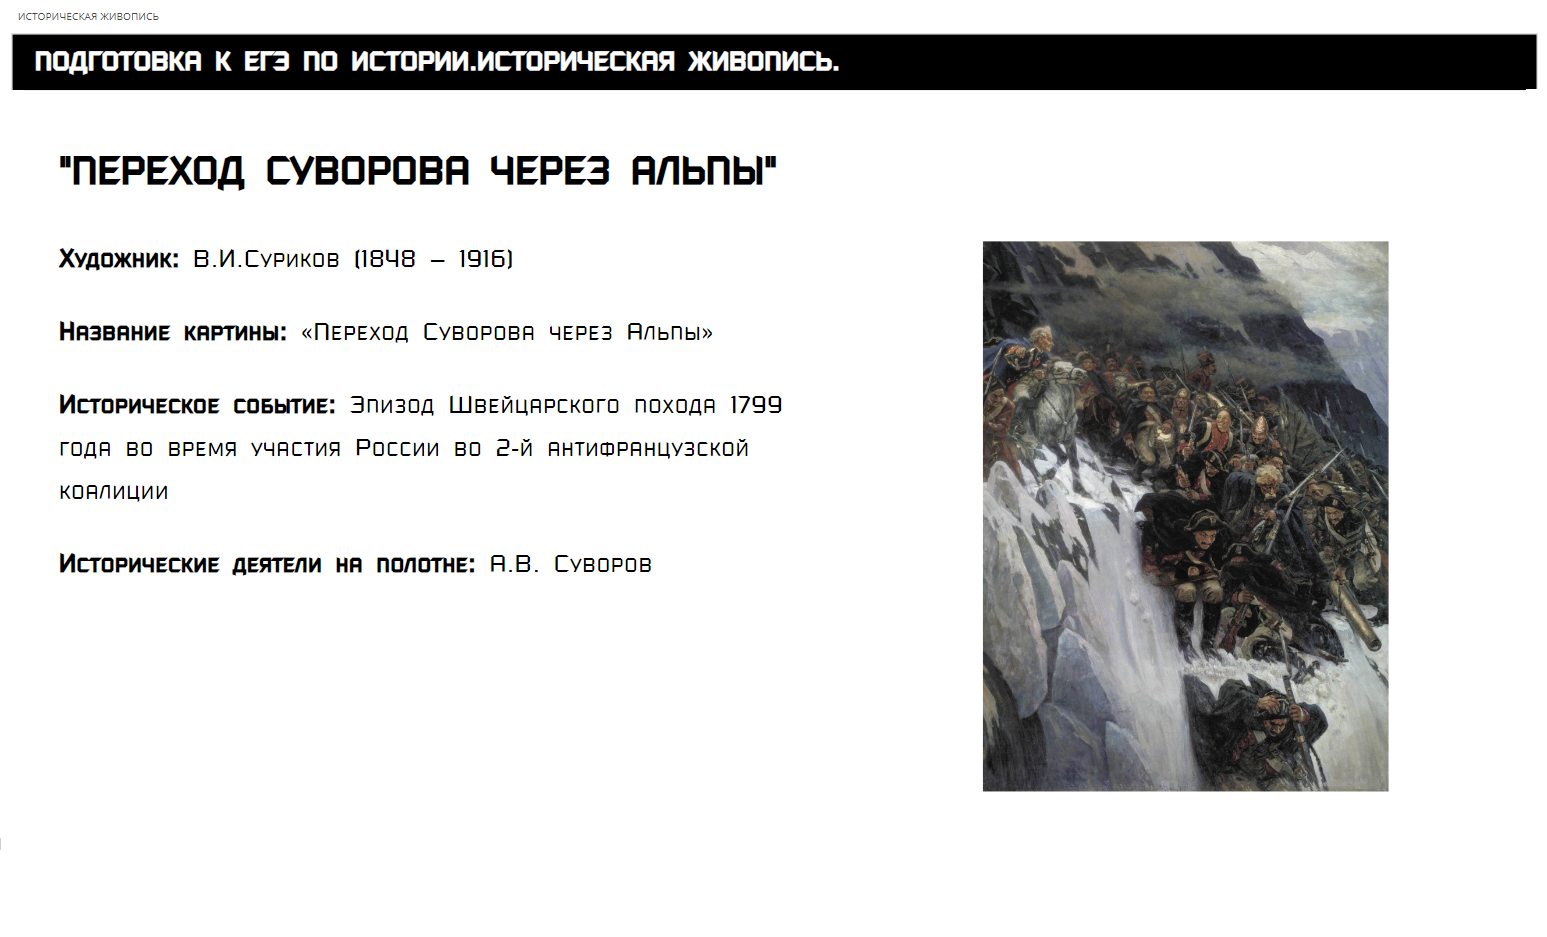 ИСТОРИЧЕСКАЯ ЖИВОПИСЬ
ПОДГОТОВКА К ЕГЭ ПО ИСТОРИИ.ИСТОРИЧЕСКАЯ ЖИВОПИСЬ.
"ПЕРЕХОД СУВОРОВА ЧЕРЕЗ АЛЬПЫ"
Художник: В.И.Суриков (1848 – 1916)
Название картины: «Переход Суворова через Альпы»
Историческое событие: Эпизод Швейцарского похода 1799
года во время участия России во 2-й антифранцузской
коалиции
Исторические деятели на полотне: А.В. Суворов